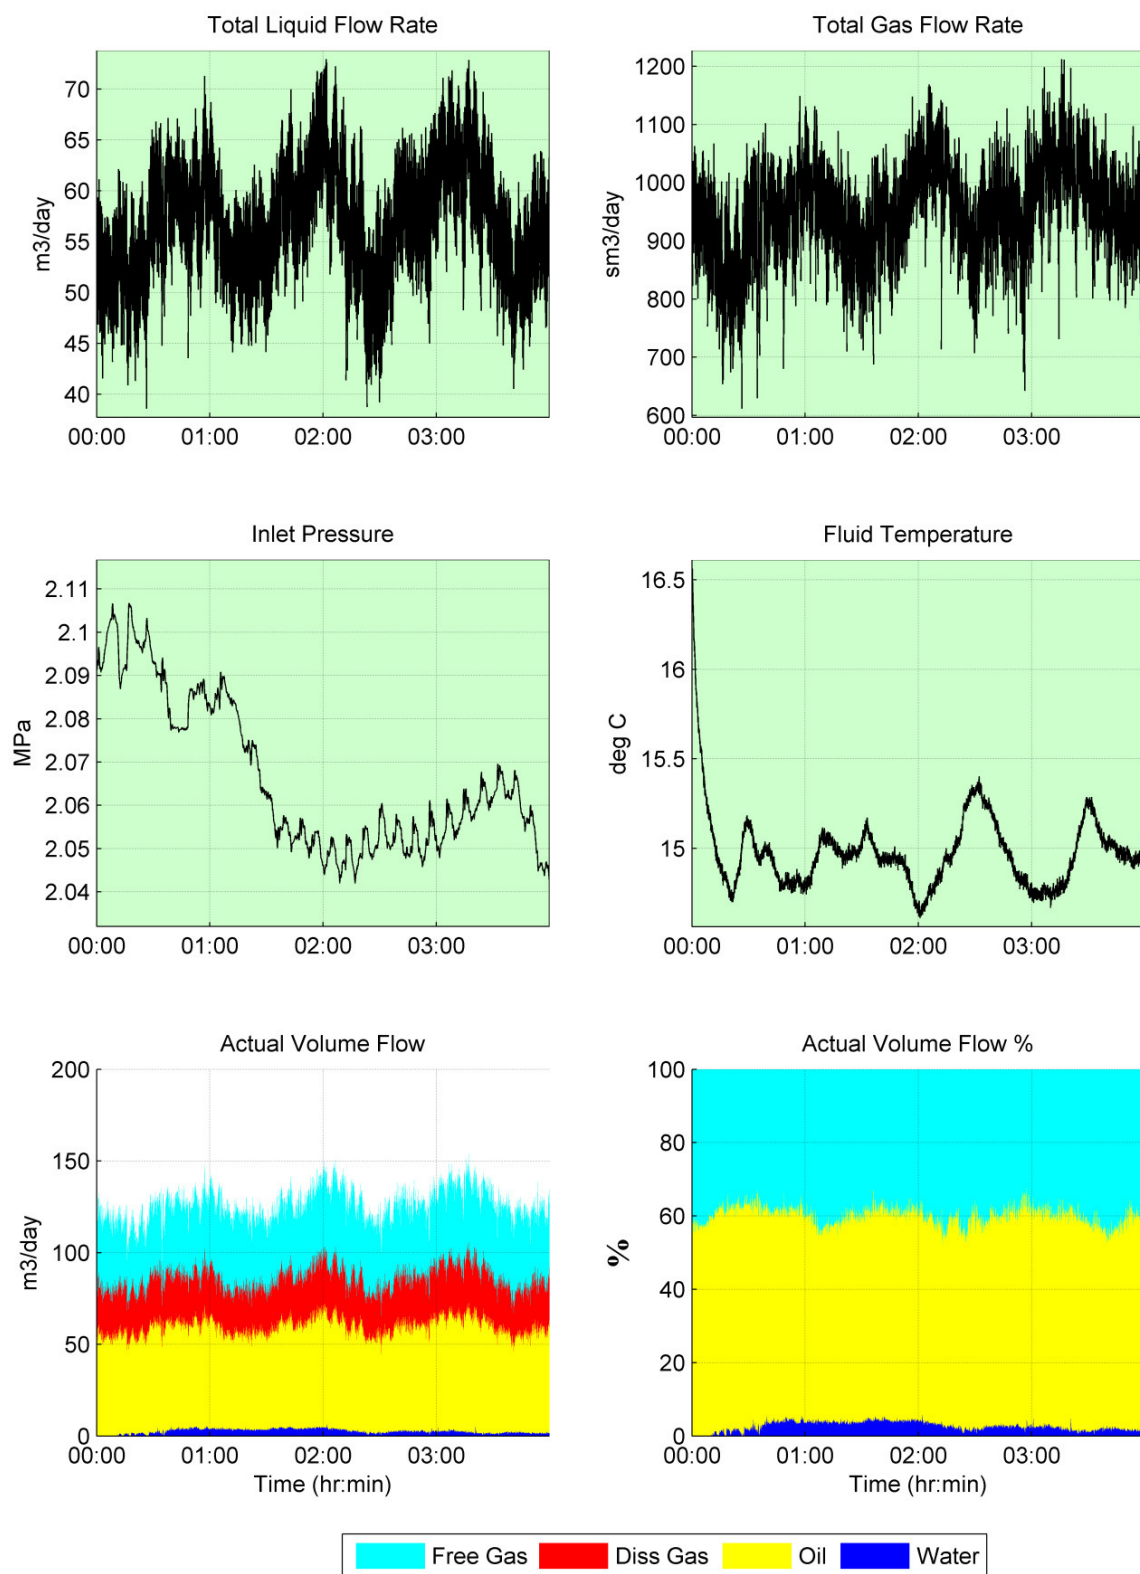 Total Liquid Flow Rate
m3/day
70
65
60
55
50
45
40
00:00 01:00 02:00 03:00
Total Gas Flow Rate
sm3/day
1200
1100
1000
900
800
700
600
00:00 01:00 02:00 03:00
Inlet Pressure
MPa
2.11
2.1
2.09
2.08
2.07
2.06
2.05
2.04
00:00 01:00 02:00 03:00
Fluid Temperature
deg C
16.5
16
15.5
15
00:00 01:00 02:00 03:00
Actual Volume Flow
m3/day
200
150
100
50
0
00:00 01:00 02:00 03:00
Time (hr:min)
Actual Volume Flow %
%
100
80
60
40
20
0
00:00 01:00 02:00 03:00
Time (hr:min)
Free Gas Diss Gas Oil Water